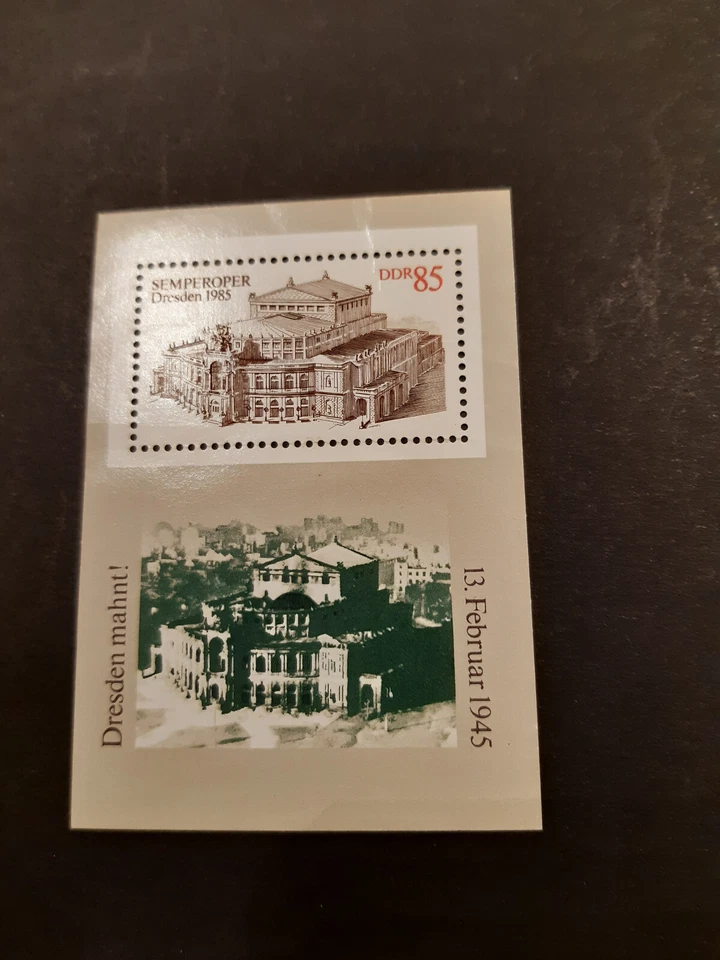 SEMPEROPER
Dresden 1985
DDR 85
Dresden mahnt!
13. Februar 1945